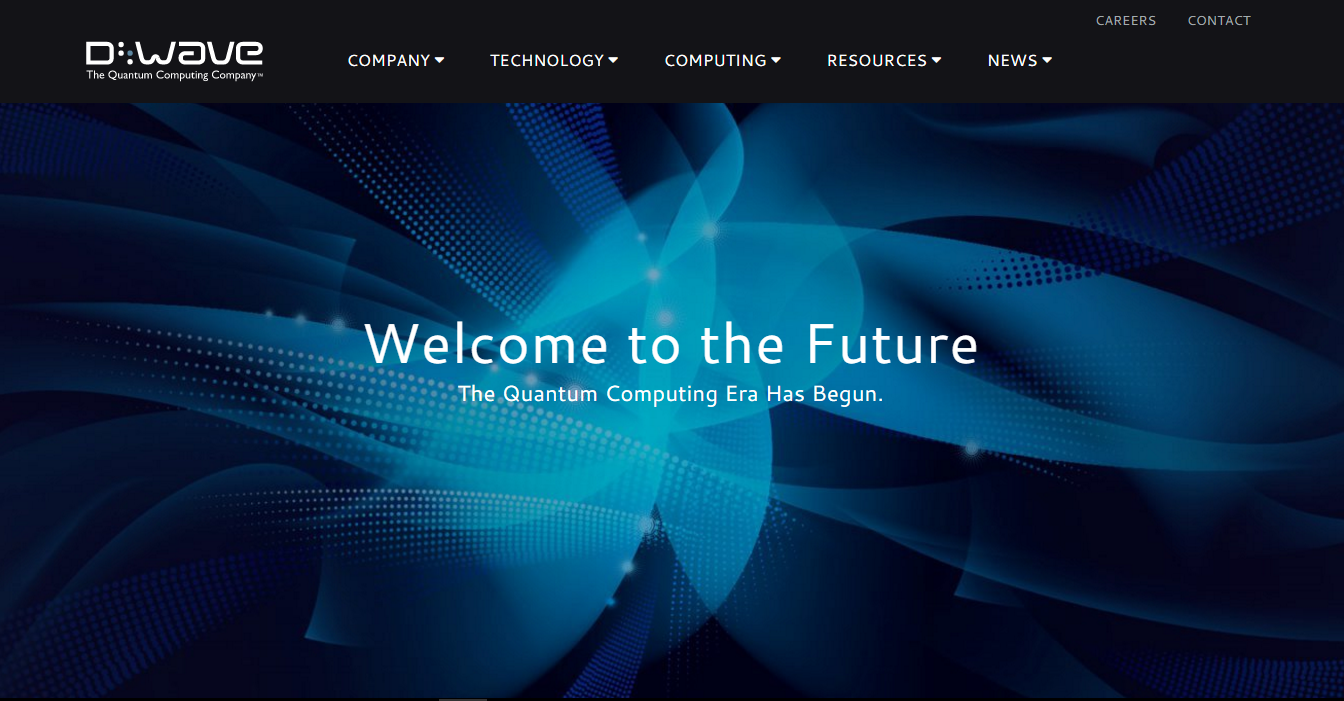 CAREERS CONTACT
D:wave
The Quantum Computing Company™
COMPANY TECHNOLOGY COMPUTING RESOURCES NEWS
Welcome to the Future
The Quantum Computing Era Has Begun.